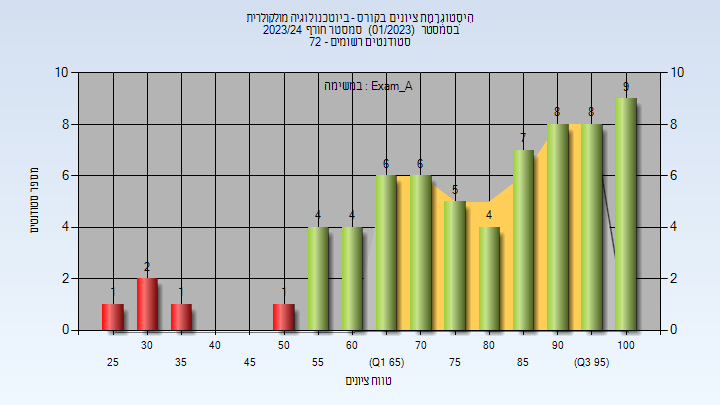 הִיסְטוגְרָמַת ציונים בקורס - ביוטכנולוגיה מולקולרית
בסמסטר (01/2023) סמסטר חורף 2023/24
סטודנטים רשומים - 72
במשימה : Exam_A
מספר סטודנטים
10 10
8 8
6 6
4 4
2 2
0 0
1 2 1 1 4 4 6 6 5 4 7 8 8 9
30 40 50 60 70 80 90 100
25 35 45 55 (Q1 65) 75 85 (Q3 95)
טווח ציונים